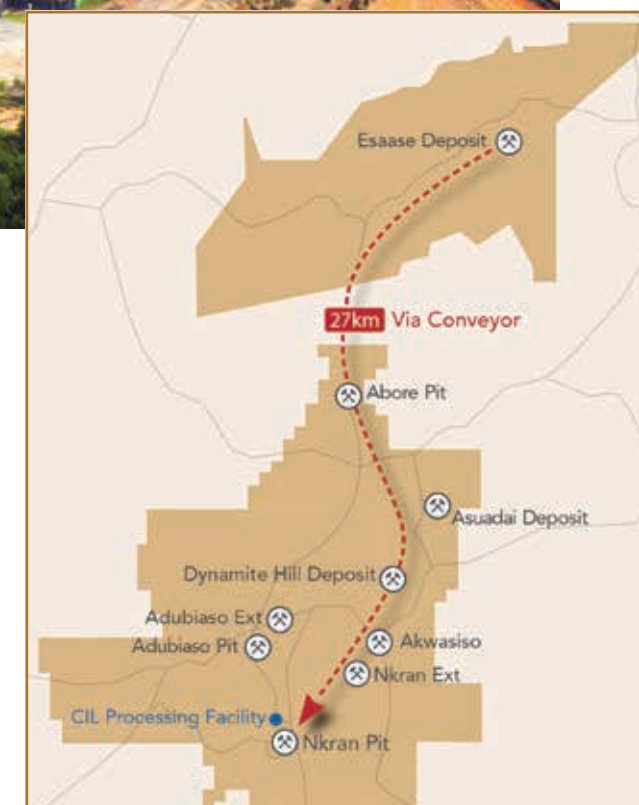 Esaase Deposit
27km Via Conveyor
Abore Pit
Asuadai Deposit
Dynamite Hill Deposit
Adubiaso Ext
Adubiaso Pit
Akwasiso
Nkran Ext
CIL Processing Facility
Nkran Pit